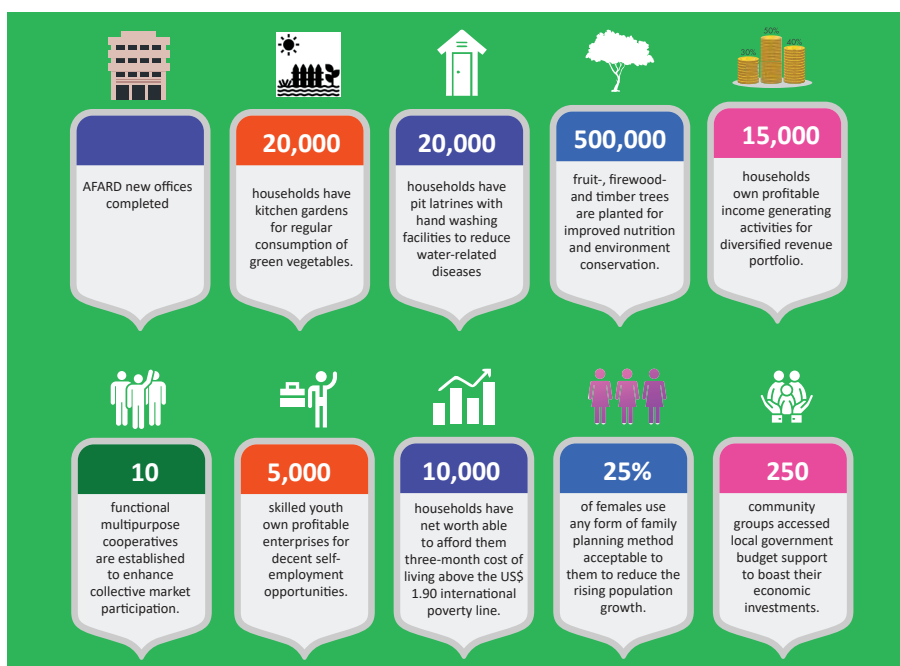 30%
50%
40%
AFARD new offices
completed
20,000
households have
kitchen gardens
for regular
consumption of
green vegetables.
20,000
households have
pit latrines with
hand washing
facilities to reduce
water-related
diseases
500,000
fruit-, firewood-
and timber trees
are planted for
improved nutrition
and environment
conservation.
15,000
households
own profitable
income generating
activities for
diversified revenue
portfolio.
10
functional
multipurpose
cooperatives
are established
to enhance
collective market
participation.
5,000
skilled youth
own profitable
enterprises for
decent self-
employment
opportunities.
10,000
households have
net worth able
to afford them
three-month cost of
living above the US$
1.90 international
poverty line.
25%
of females use
any form of family
planning method
acceptable to
them to reduce the
rising population
growth.
250
community
groups accessed
local government
budget support
to boast their
economic
investments.